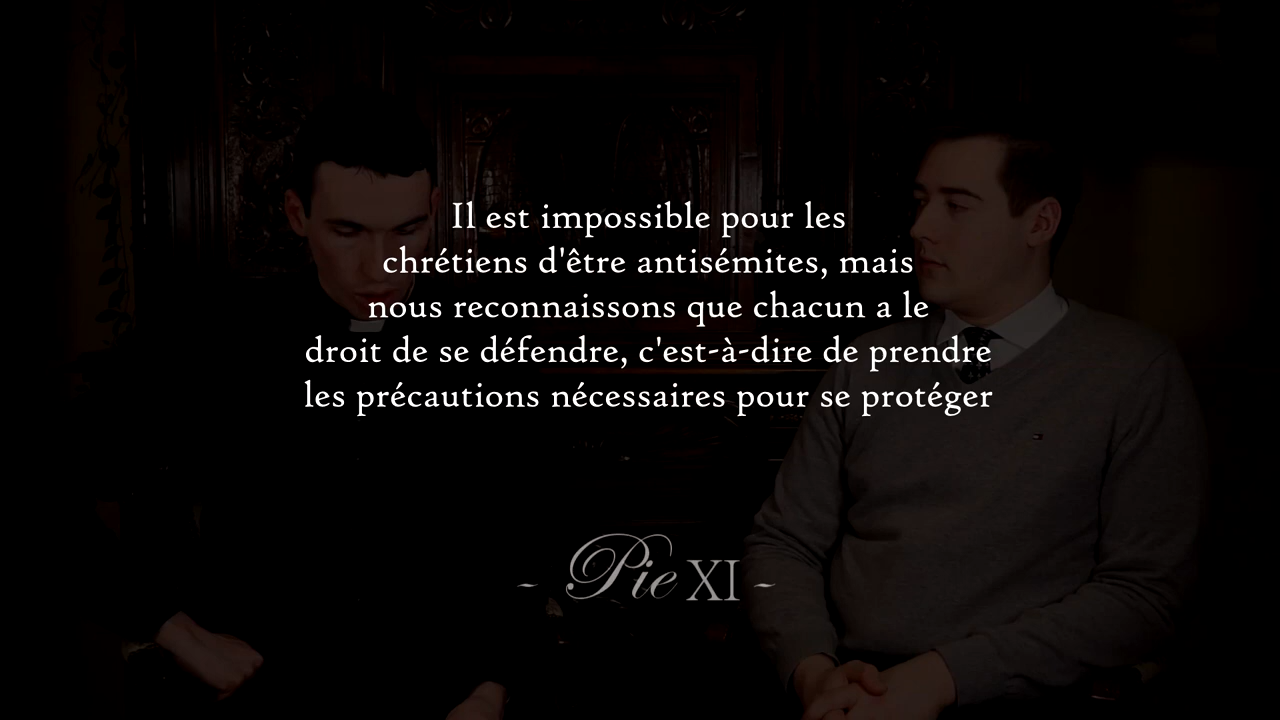 Il est impossible pour les
chrétiens d'être antisémites, mais
nous reconnaissons que chacun a le
droit de se défendre, c'est-à-dire de prendre
les précautions nécessaires pour se protéger
~ Pie XI ~